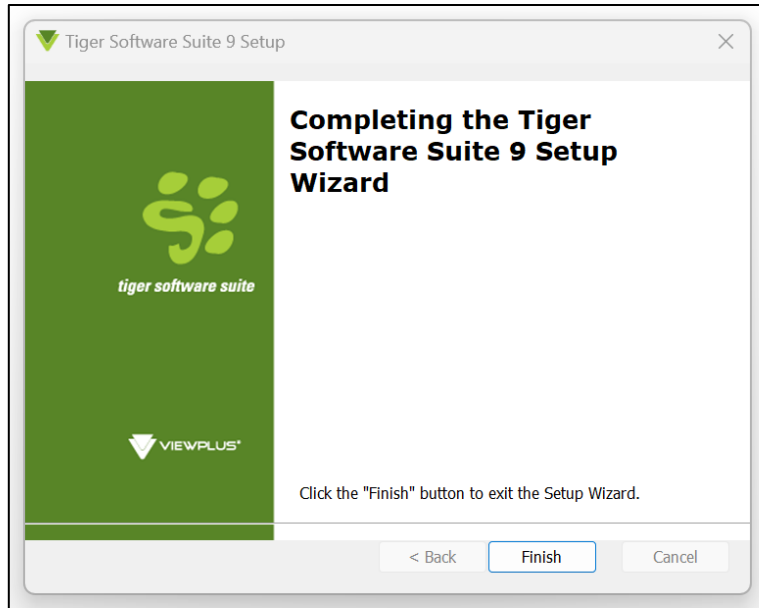 Tiger Software Suite 9 Setup
Completing the Tiger
Software Suite 9 Setup
Wizard
tiger software suite
VIEWPLUS®
Click the "Finish" button to exit the Setup Wizard.
< Back Finish Cancel